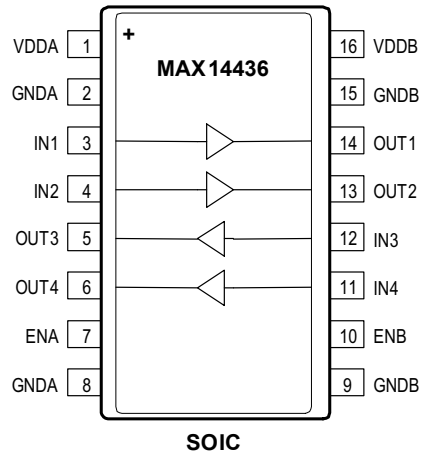 +
MAX14436
VDDA 1 16 VDDB
GNDA 2 15 GNDB
IN1 3 14 OUT1
IN2 4 13 OUT2
OUT3 5 12 IN3
OUT4 6 11 IN4
ENA 7 10 ENB
GNDA 8 9 GNDB
SOIC